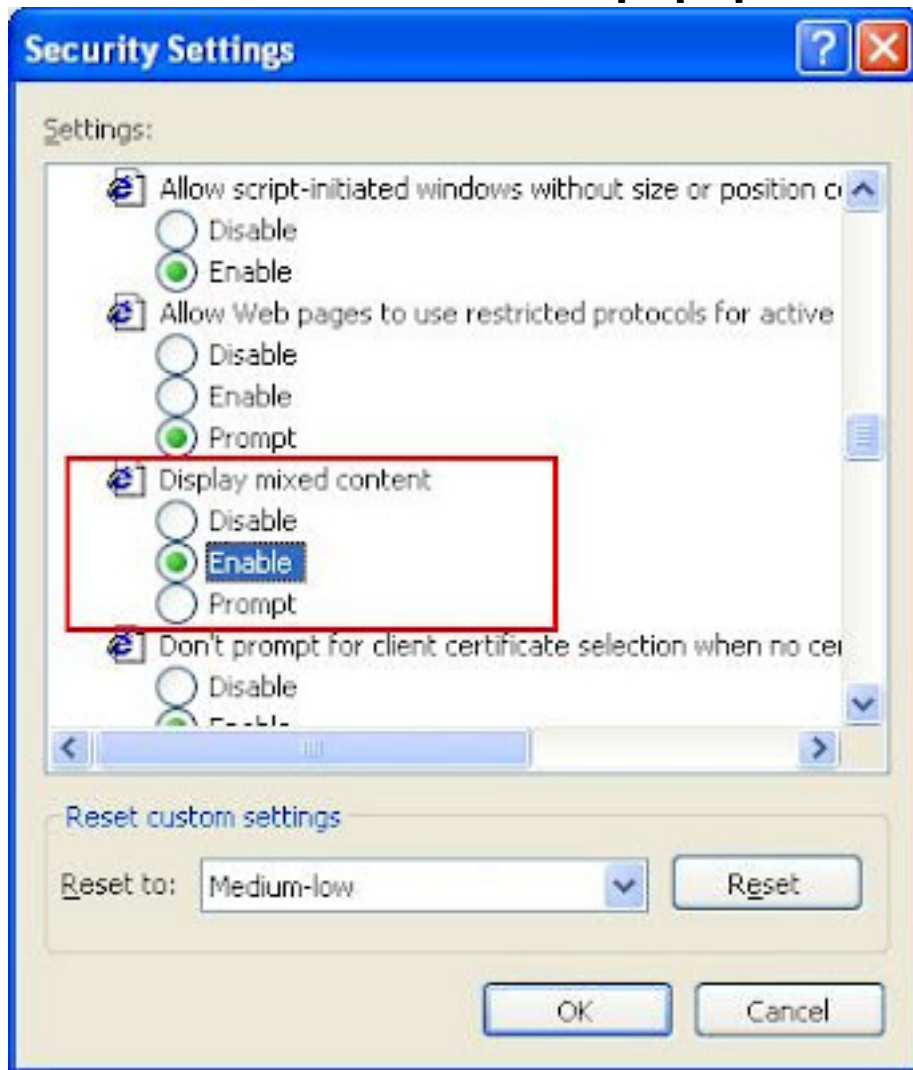 Security Settings
Settings:
Allow script-initiated windows without size or position
Disable
Enable
Allow Web pages to use restricted protocols for active
Disable
Enable
Prompt
Display mixed content
Disable
Enable
Prompt
Don't prompt for client certificate selection when no
Disable
Enable
Reset custom settings
Reset to: Medium-low Reset
OK Cancel